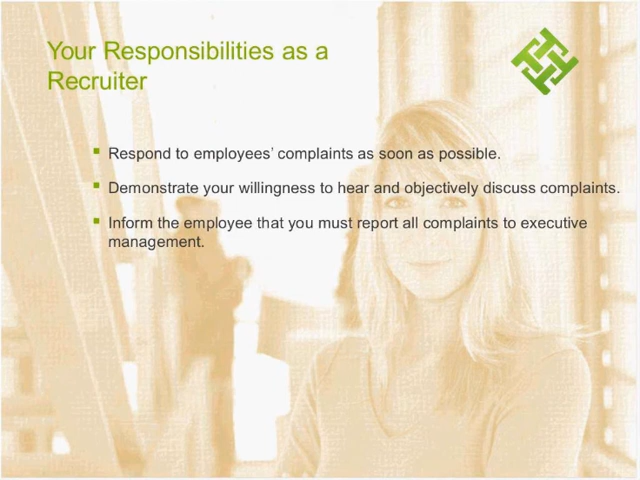 Your Responsibilities as a
Recruiter
▪ Respond to employees’ complaints as soon as possible.
▪ Demonstrate your willingness to hear and objectively discuss complaints.
▪ Inform the employee that you must report all complaints to executive
management.